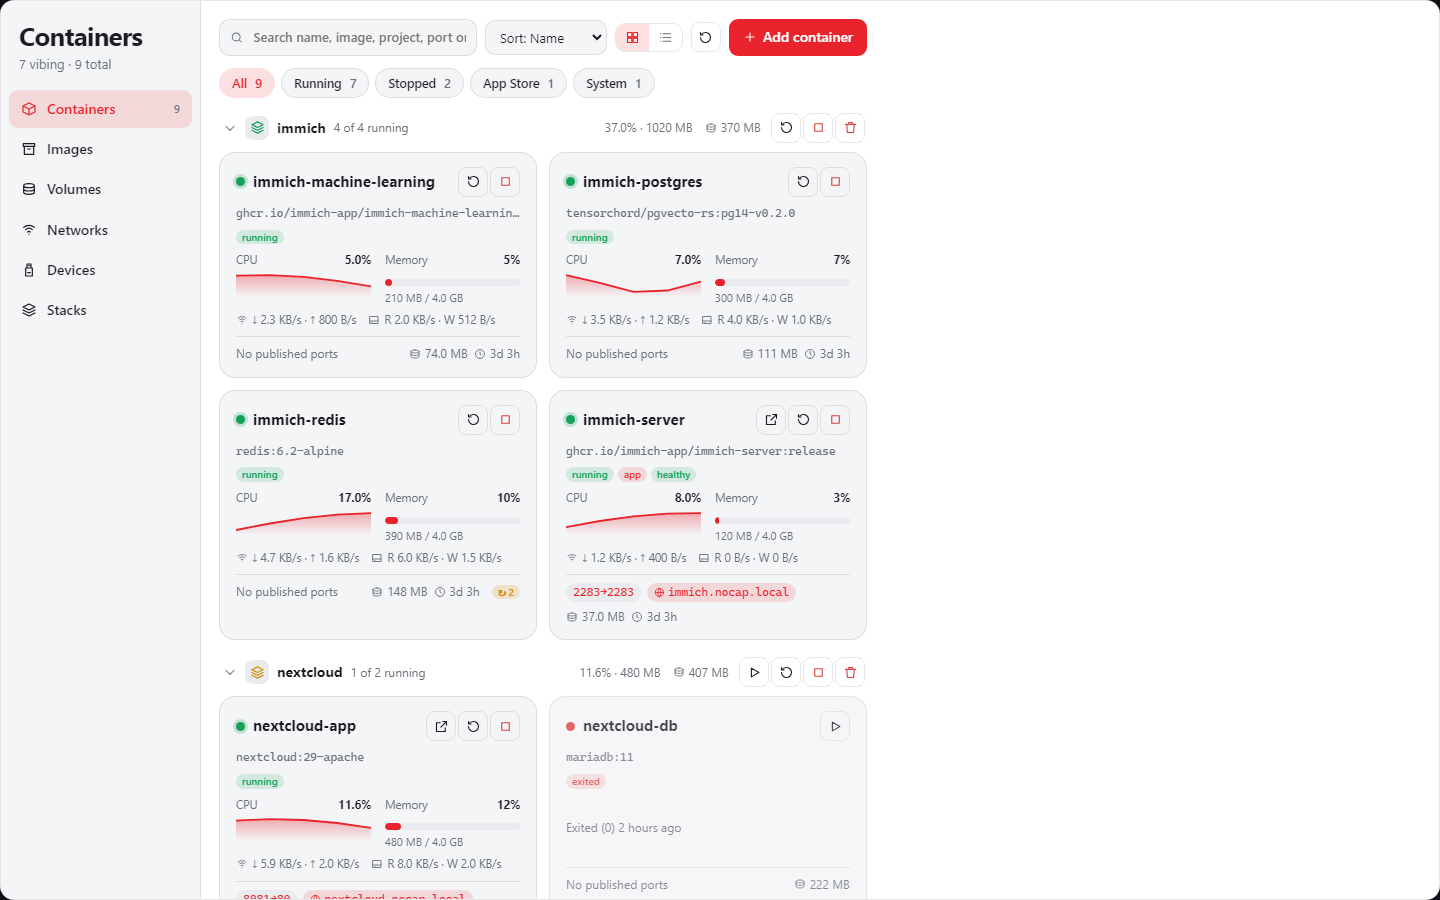 Containers
7 vibing · 9 total
Containers 9
Images
Volumes
Networks
Devices
Stacks
Search name, image, project, port or
Sort: Name
Add container
All 9
Running 7
Stopped 2
App Store 1
System 1
immich 4 of 4 running 37.0% · 1020 MB 370 MB
immich-machine-learning
ghcr.io/immich-app/immich-machine-learnin…
running
CPU 5.0% Memory 5%
210 MB / 4.0 GB
↓ 2.3 KB/s · ↑ 800 B/s R 2.0 KB/s · W 512 B/s
No published ports 74.0 MB 3d 3h
immich-postgres
tensorchord/pgvecto-rs:pg14-v0.2.0
running
CPU 7.0% Memory 7%
300 MB / 4.0 GB
↓ 3.5 KB/s · ↑ 1.2 KB/s R 4.0 KB/s · W 1.0 KB/s
No published ports 111 MB 3d 3h
immich-redis
redis:6.2-alpine
running
CPU 17.0% Memory 10%
390 MB / 4.0 GB
↓ 4.7 KB/s · ↑ 1.6 KB/s R 6.0 KB/s · W 1.5 KB/s
No published ports 148 MB 3d 3h ↻ 2
immich-server
ghcr.io/immich-app/immich-server:release
running app healthy
CPU 8.0% Memory 3%
120 MB / 4.0 GB
↓ 1.2 KB/s · ↑ 400 B/s R 0 B/s · W 0 B/s
2283→2283 immich.nocap.local
37.0 MB 3d 3h
nextcloud 1 of 2 running 11.6% · 480 MB 407 MB
nextcloud-app
nextcloud:29-apache
running
CPU 11.6% Memory 12%
480 MB / 4.0 GB
↓ 5.9 KB/s · ↑ 2.0 KB/s R 8.0 KB/s · W 2.0 KB/s
8081→80 nextcloud.nocap.local
nextcloud-db
mariadb:11
exited
Exited (0) 2 hours ago
No published ports 222 MB